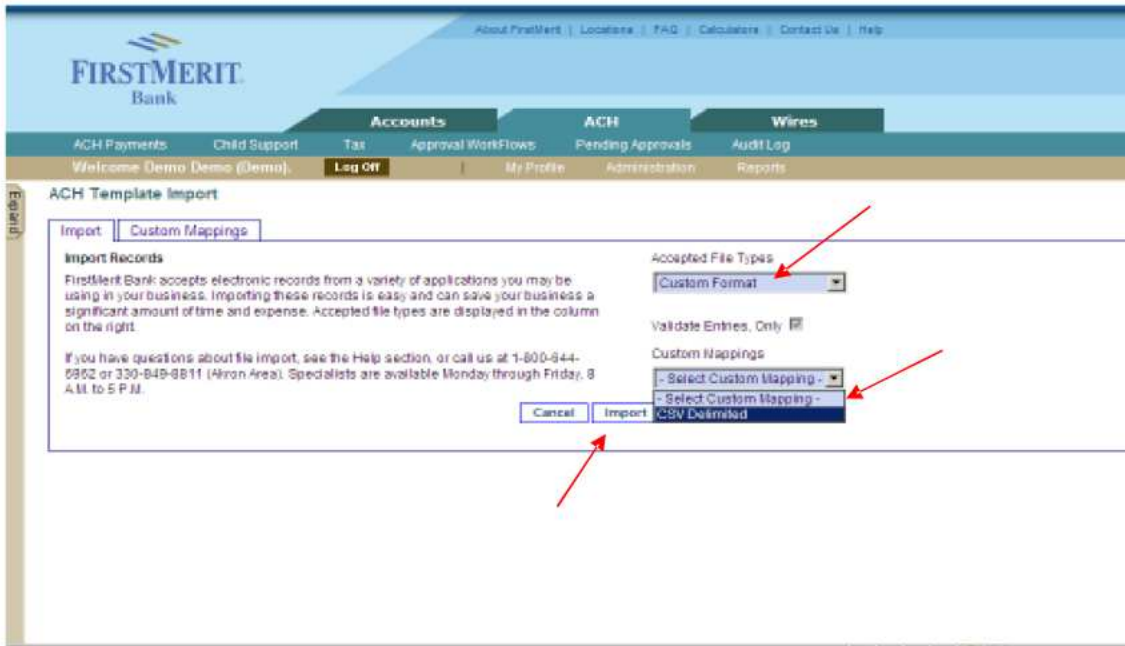 About FirstMerit | Locations | FAQ | Calculators | Contact Us | Help
FIRSTMERIT
Bank
Accounts ACH Wires
ACH Payments Child Support Tax Approval WorkFlows Pending Approvals Audit Log
Welcome Demo Demo (Demo). Log Off | My Profile Administration Reports
Expand
ACH Template Import
Import Custom Mappings
Import Records
FirstMerit Bank accepts electronic records from a variety of applications you may be
using in your business. Importing these records is easy and can save your business a
significant amount of time and expense. Accepted file types are displayed in the column
on the right.
If you have questions about file import, see the Help section, or call us at 1-800-644-
6862 or 330-849-8811 (Akron Area). Specialists are available Monday through Friday, 8
A.M. to 5 P.M.
Accepted File Types
Custom Format
Validate Entries, Only
Custom Mappings
- Select Custom Mapping -
- Select Custom Mapping -
CSV Delimited
Cancel Import